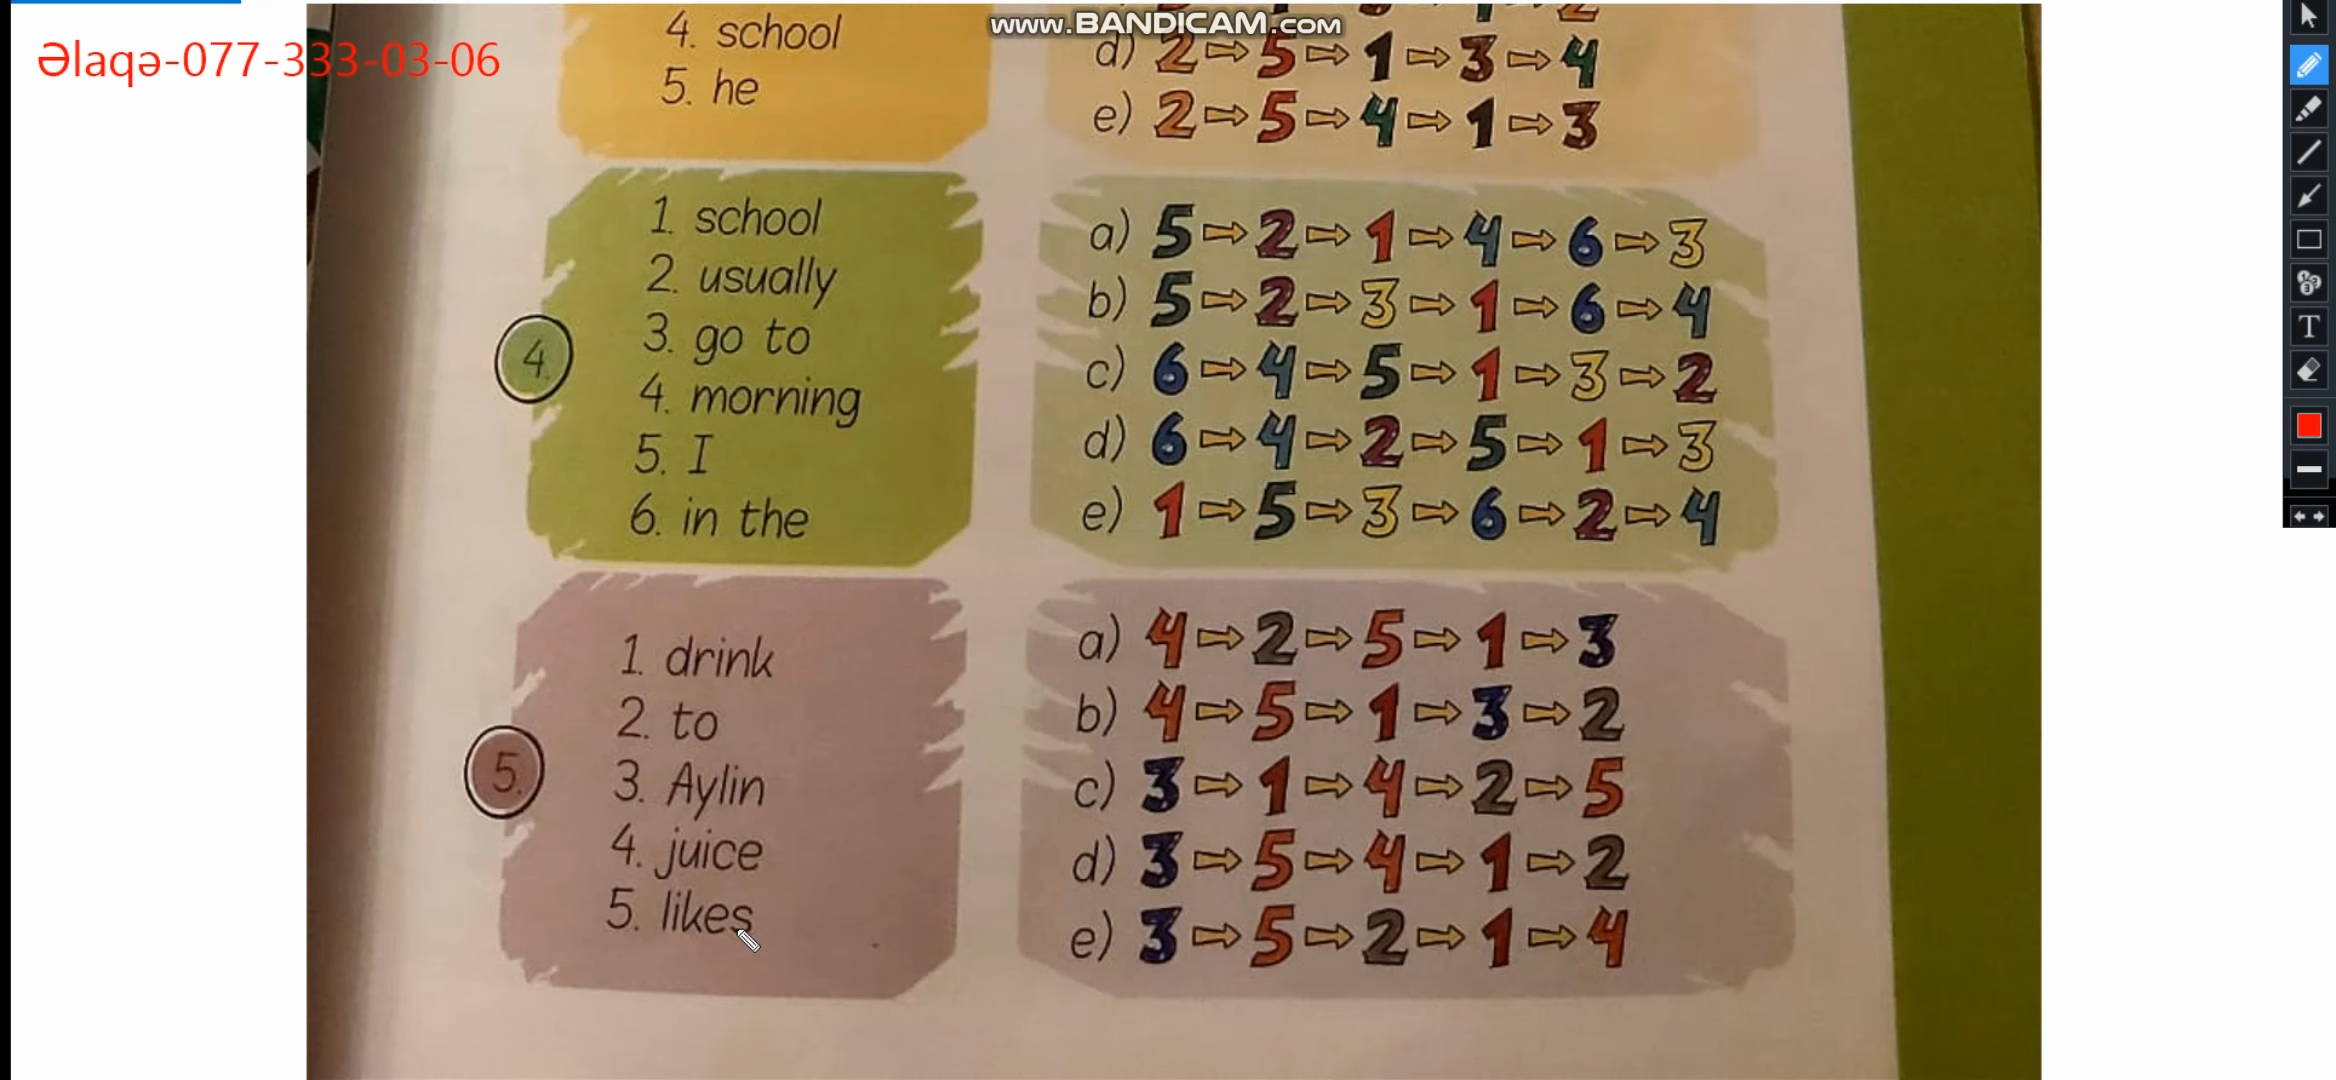 www.BANDICAM.com
Əlaqə-077-333-03-06
4. school
5. he
d) 2⇨5⇨1⇨3⇨4
e) 2⇨5⇨4⇨1⇨3
4.
1. school
2. usually
3. go to
4. morning
5. I
6. in the
a) 5⇨2⇨1⇨4⇨6⇨3
b) 5⇨2⇨3⇨1⇨6⇨4
c) 6⇨4⇨5⇨1⇨3⇨2
d) 6⇨4⇨2⇨5⇨1⇨3
e) 1⇨5⇨3⇨6⇨2⇨4
5.
1. drink
2. to
3. Aylin
4. juice
5. likes
a) 4⇨2⇨5⇨1⇨3
b) 4⇨5⇨1⇨3⇨2
c) 3⇨1⇨4⇨2⇨5
d) 3⇨5⇨4⇨1⇨2
e) 3⇨5⇨2⇨1⇨4
T